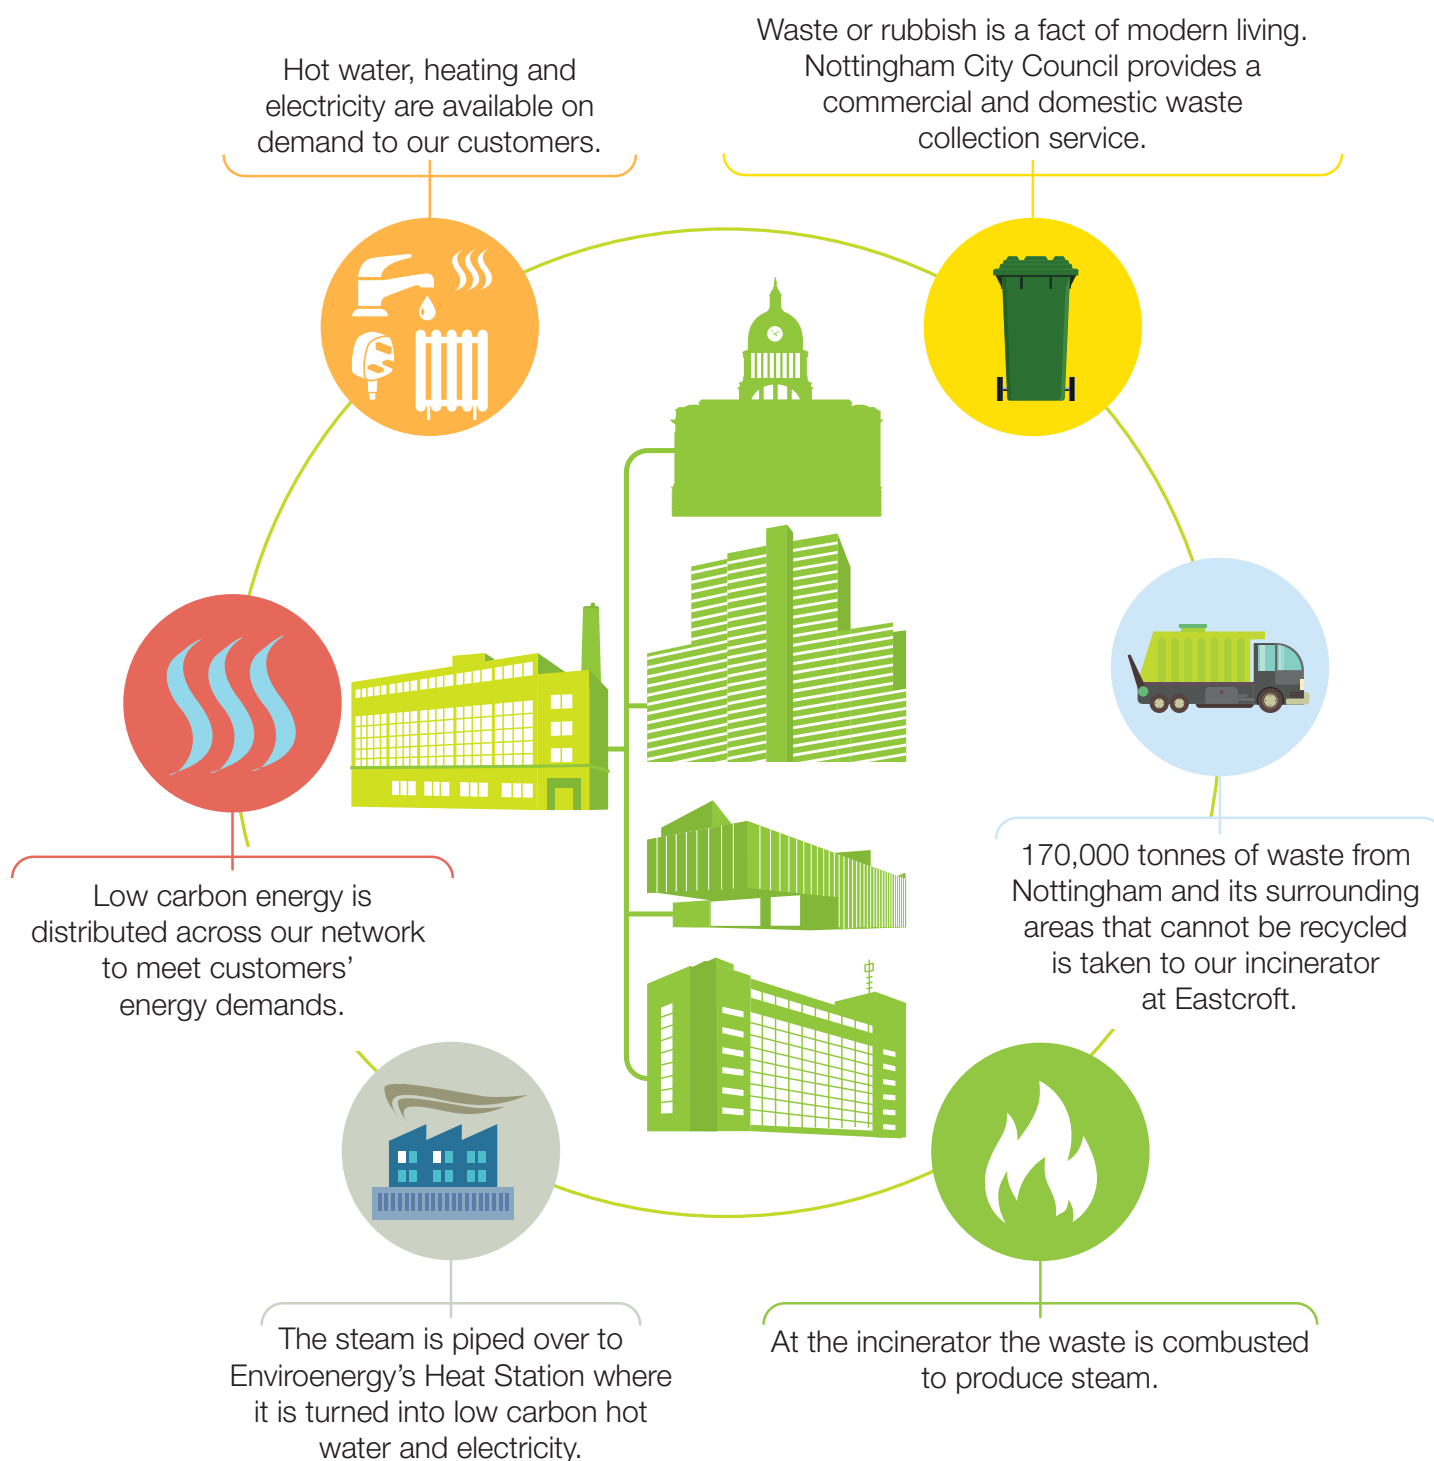 Hot water, heating and
electricity are available on
demand to our customers.
Waste or rubbish is a fact of modern living.
Nottingham City Council provides a
commercial and domestic waste
collection service.
170,000 tonnes of waste from
Nottingham and its surrounding
areas that cannot be recycled
is taken to our incinerator
at Eastcroft.
At the incinerator the waste is combusted
to produce steam.
The steam is piped over to
Enviroenergy’s Heat Station where
it is turned into low carbon hot
water and electricity.
Low carbon energy is
distributed across our network
to meet customers’
energy demands.